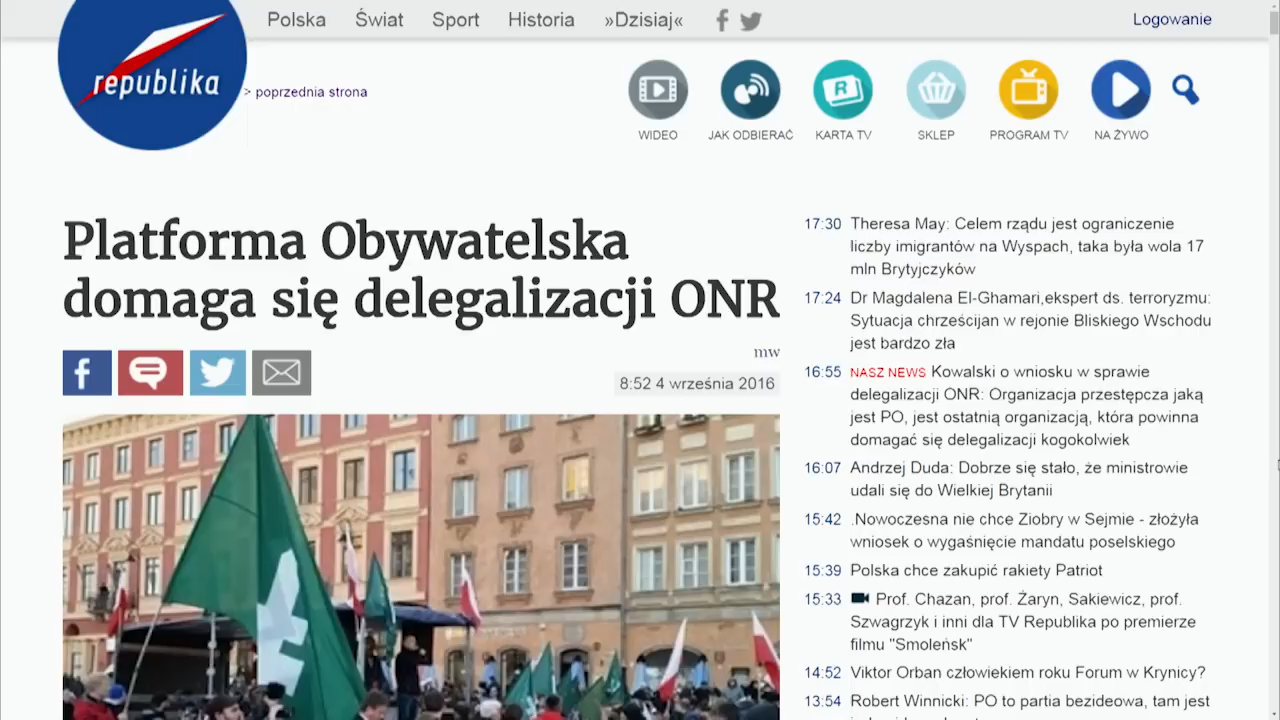 Polska Świat Sport Historia »Dzisiaj« Logowanie
republika
> poprzednia strona
WIDEO JAK ODBIERAĆ KARTA TV SKLEP PROGRAM TV NA ŻYWO
R
Platforma Obywatelska
domaga się delegalizacji ONR
mw
8:52 4 września 2016
17:30 Theresa May: Celem rządu jest ograniczenie
liczby imigrantów na Wyspach, taka była wola 17
mln Brytyjczyków
17:24 Dr Magdalena El-Ghamari,ekspert ds. terroryzmu:
Sytuacja chrześcijan w rejonie Bliskiego Wschodu
jest bardzo zła
16:55 NASZ NEWS Kowalski o wniosku w sprawie
delegalizacji ONR: Organizacja przestępcza jaką
jest PO, jest ostatnią organizacją, która powinna
domagać się delegalizacji kogokolwiek
16:07 Andrzej Duda: Dobrze się stało, że ministrowie
udali się do Wielkiej Brytanii
15:42 .Nowoczesna nie chce Ziobry w Sejmie - złożyła
wniosek o wygaśnięcie mandatu poselskiego
15:39 Polska chce zakupić rakiety Patriot
15:33 Prof. Chazan, prof. Żaryn, Sakiewicz, prof.
Szwagrzyk i inni dla TV Republika po premierze
filmu "Smoleńsk"
14:52 Viktor Orban człowiekiem roku Forum w Krynicy?
13:54 Robert Winnicki: PO to partia bezideowa, tam jest